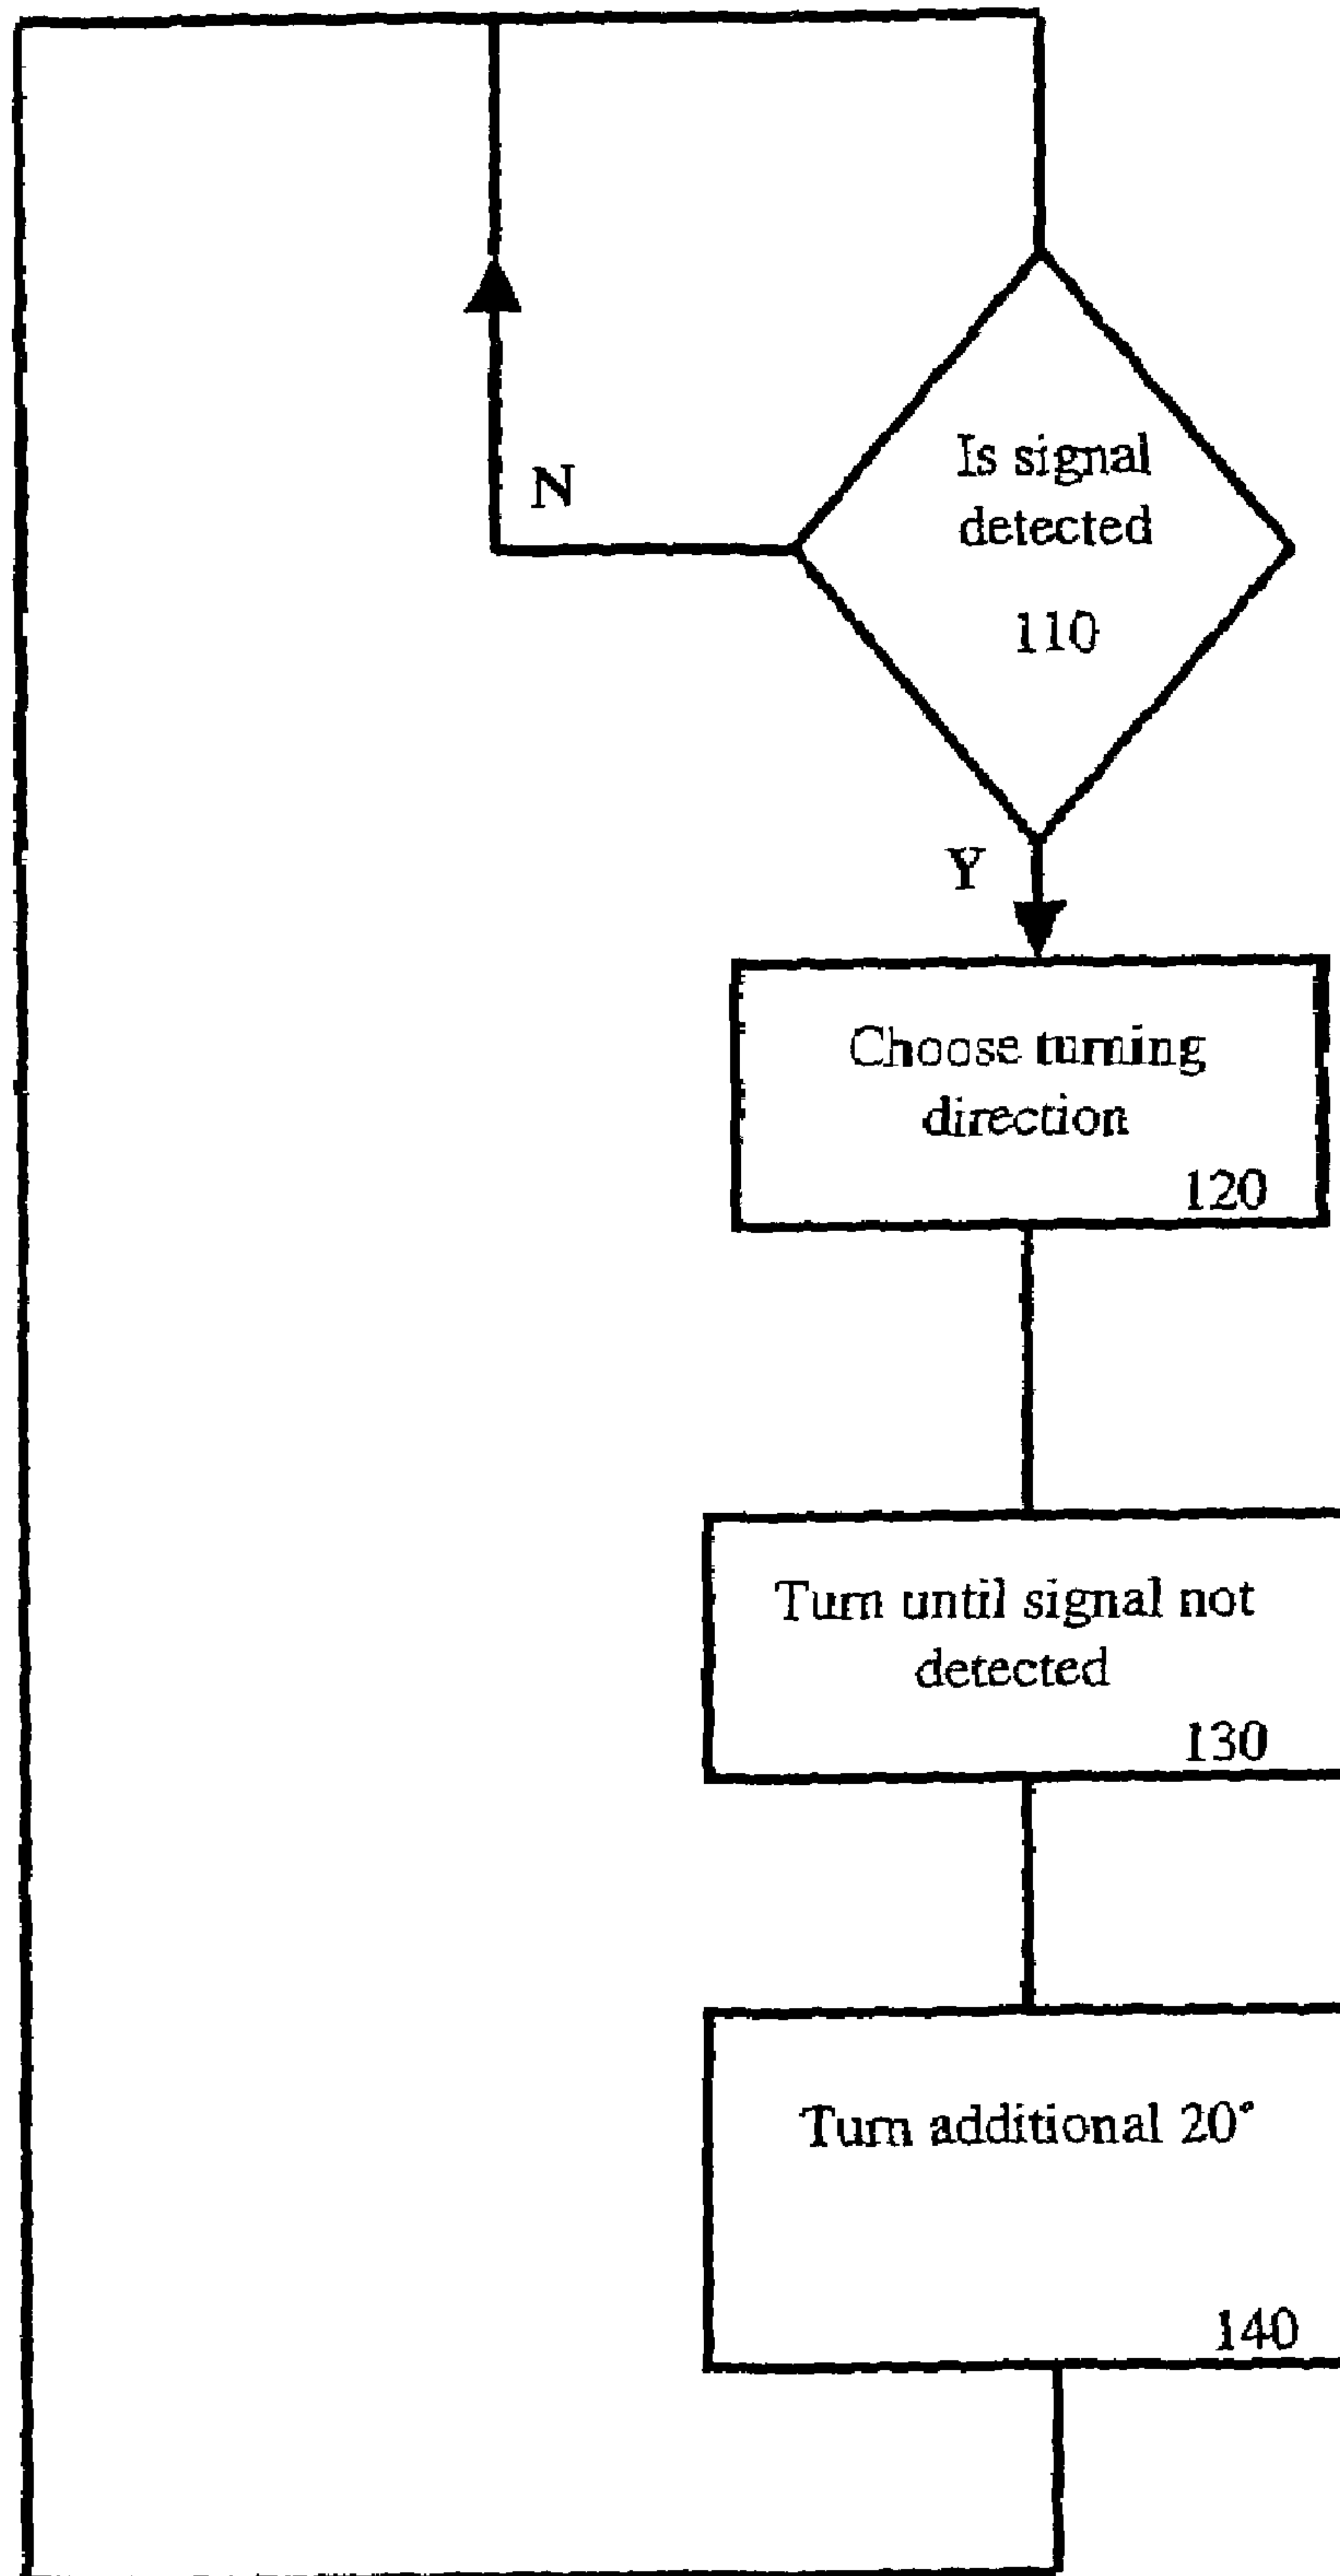 Is signal
detected
110
N
Y
Choose turning
direction
120
Turn until signal not
detected
130
Turn additional 20°
140